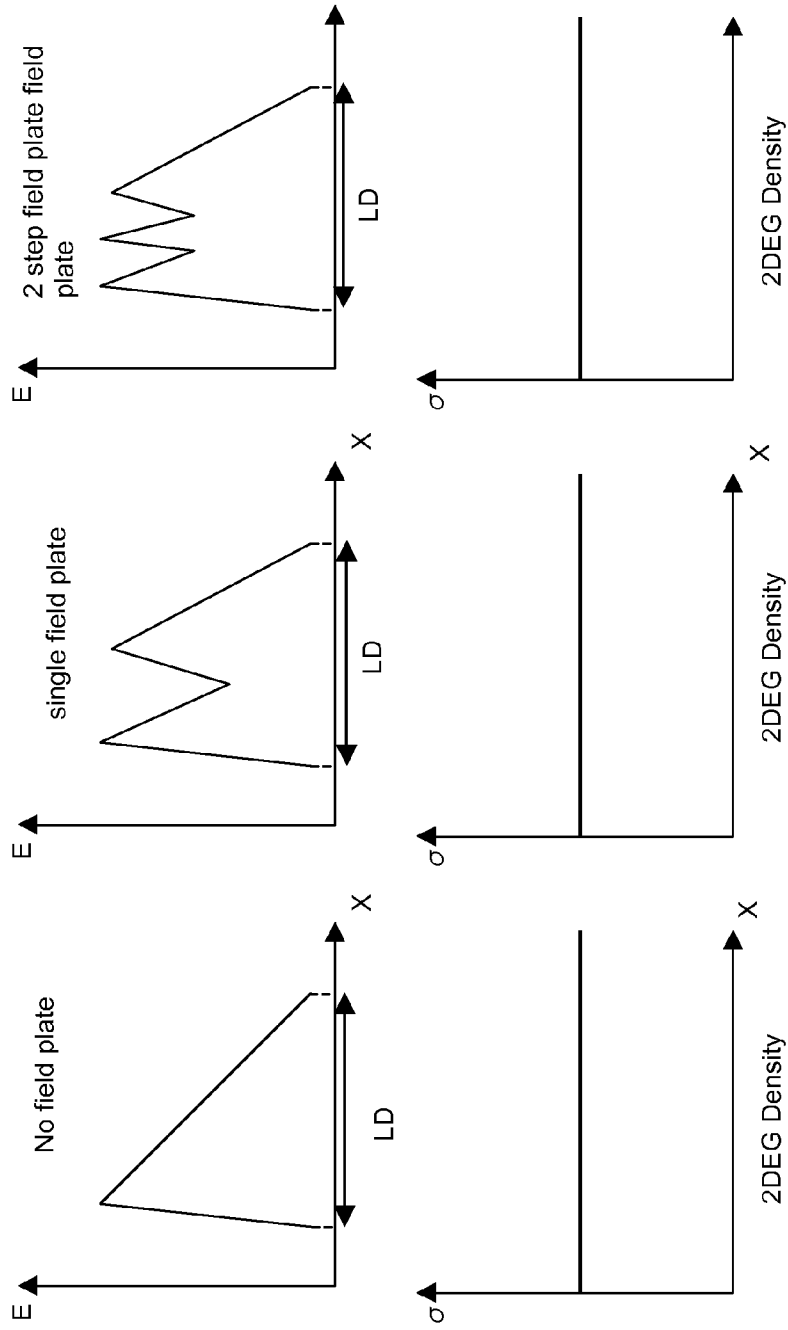 No field plate
E
X
LD
σ
X
2DEG Density
single field plate
E
X
LD
σ
X
2DEG Density
2 step field plate field
plate
E
LD
σ
2DEG Density